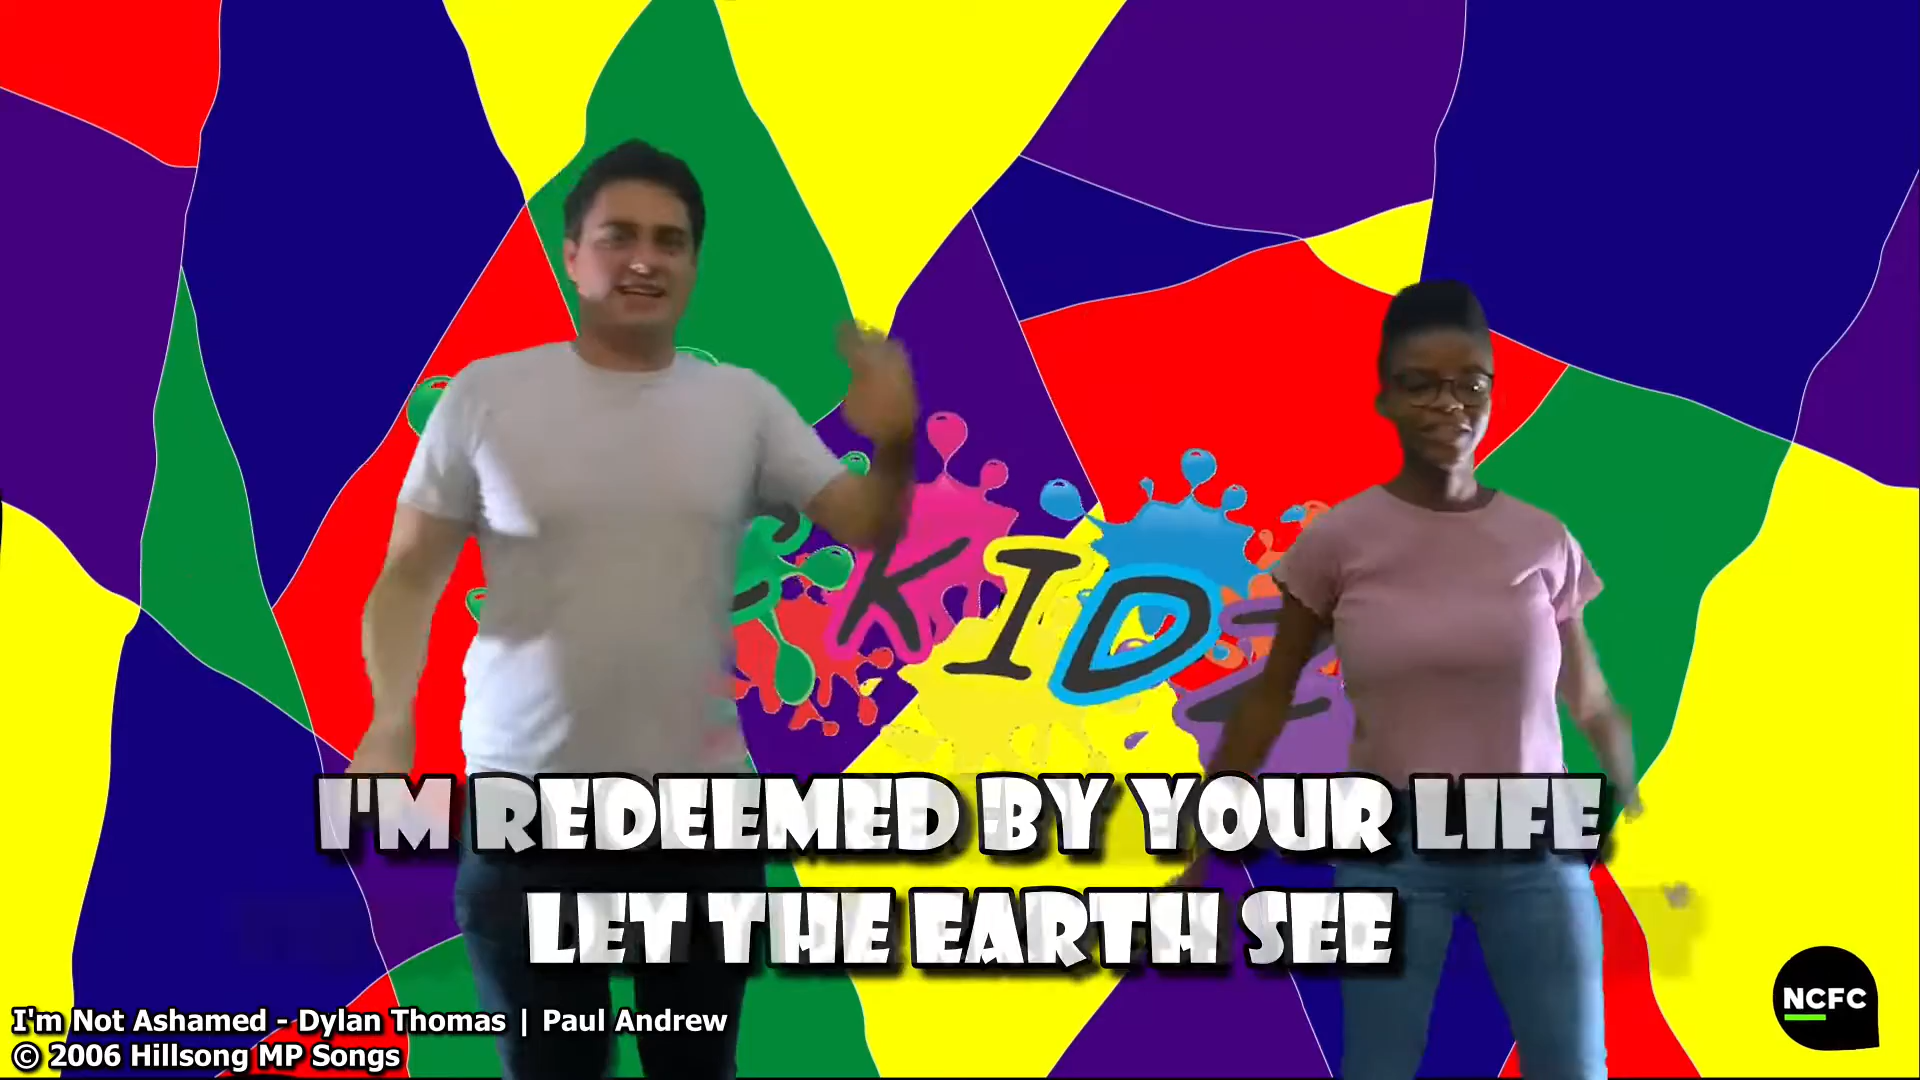 KIDZ
I'M REDEEMED BY YOUR LIFE
LET THE EARTH SEE
I'm Not Ashamed - Dylan Thomas | Paul Andrew
© 2006 Hillsong MP Songs
NCFC